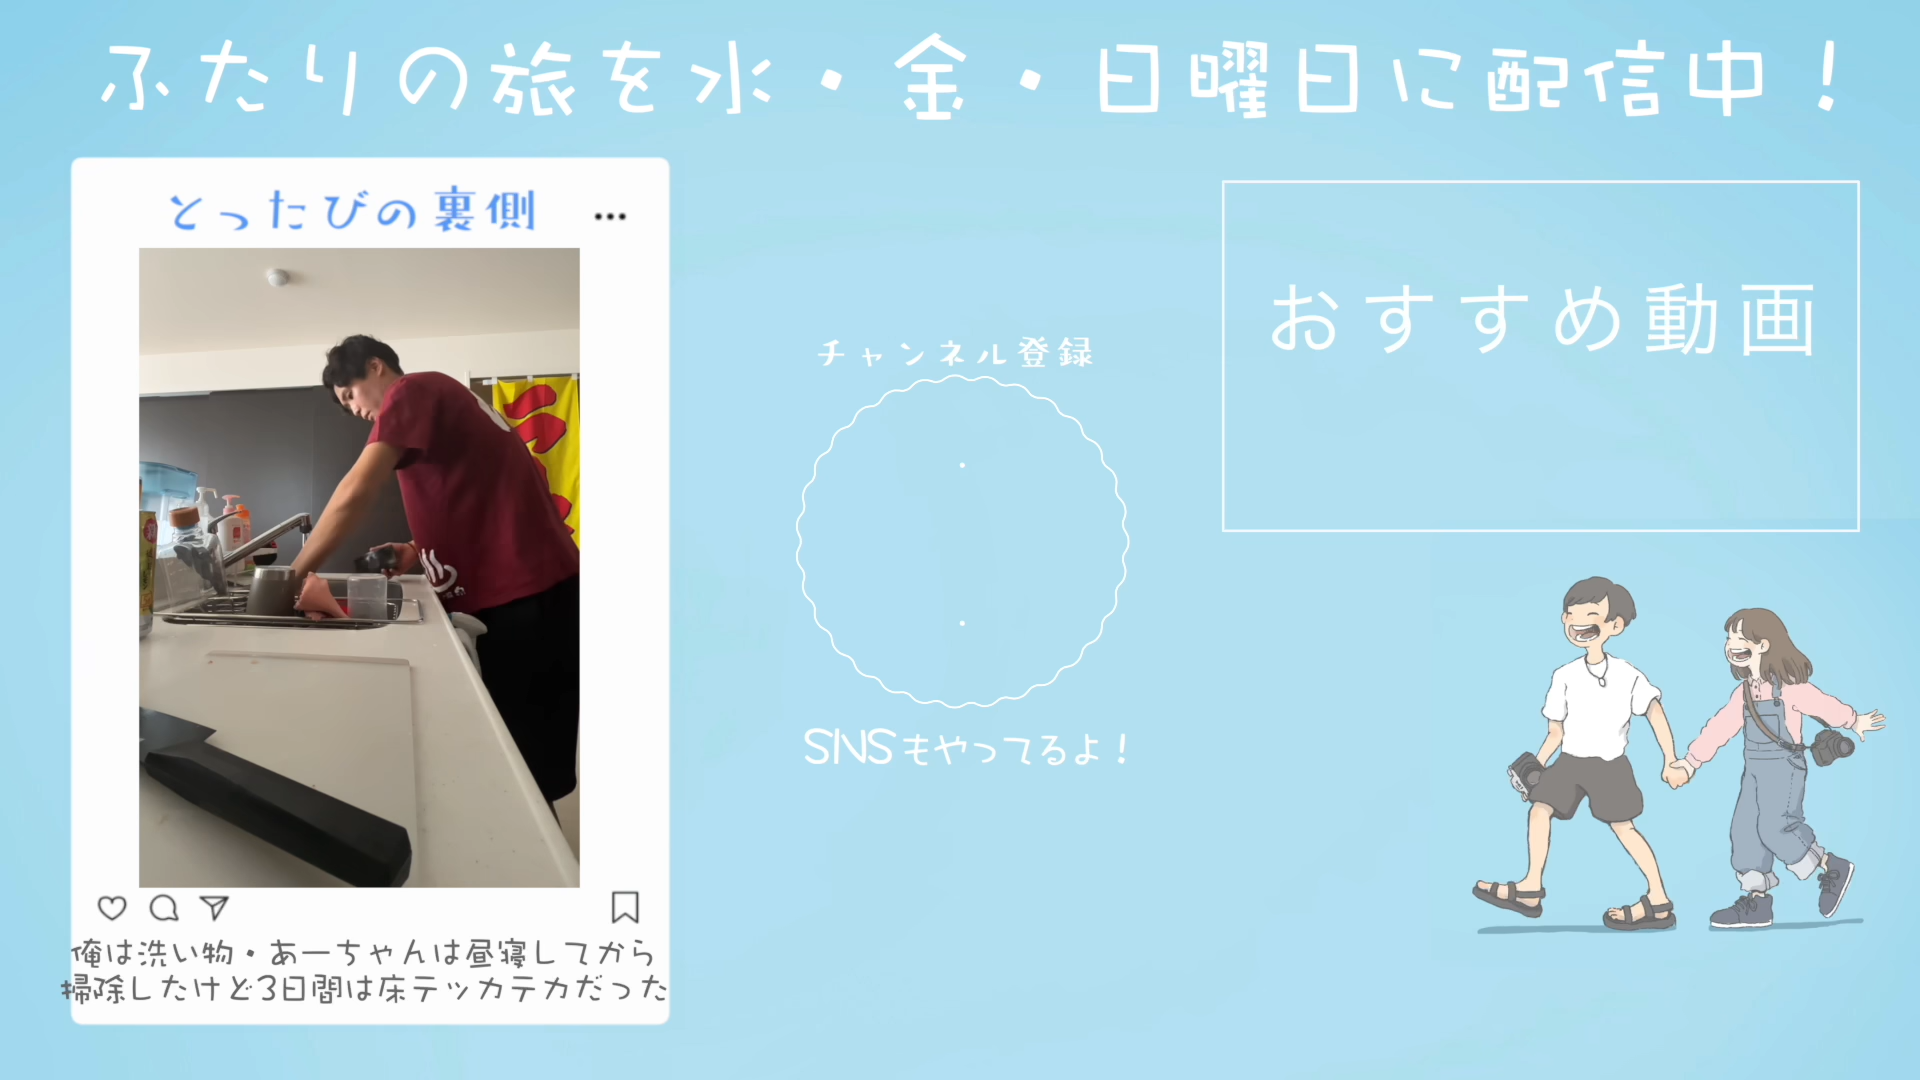 ふたりの旅を水・金・日曜日に配信中！
とったびの裏側
俺は洗い物・あーちゃんは昼寝してから
掃除したけど3日間は床テッカテカだった
チャンネル登録
SNSもやってるよ！
おすすめ動画